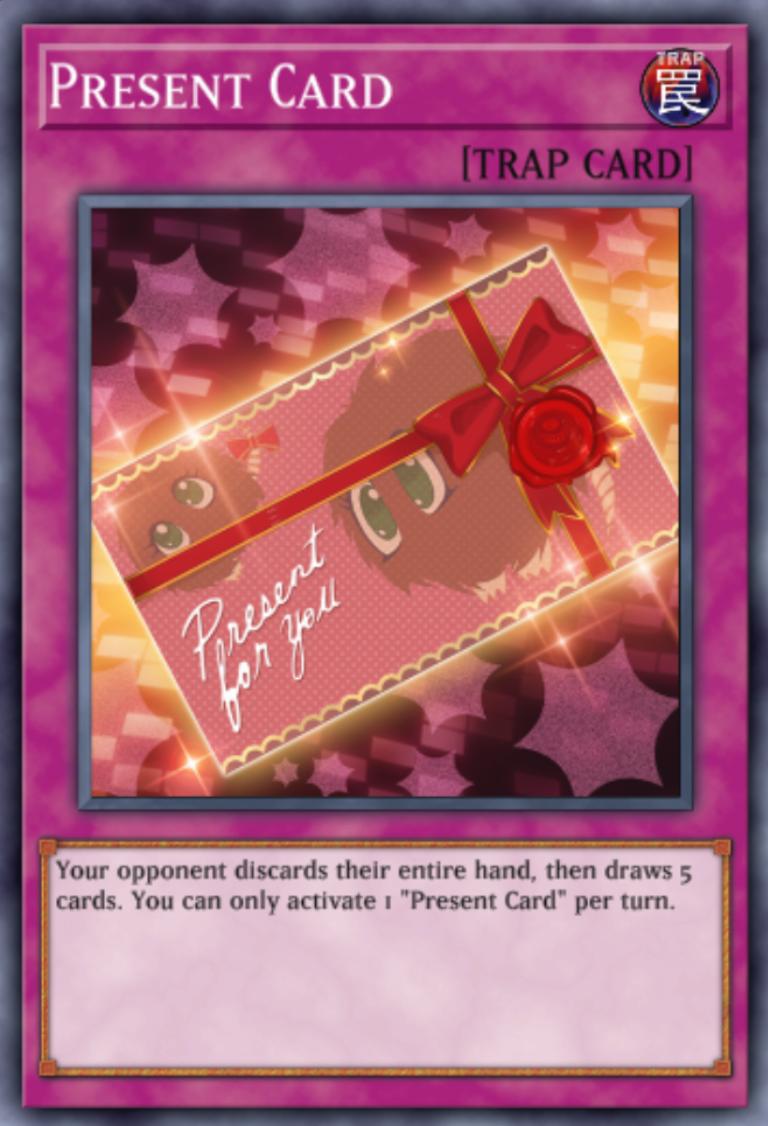 PRESENT CARD
TRAP
罠
[TRAP CARD]
Present
for you
Your opponent discards their entire hand, then draws 5
cards. You can only activate 1 "Present Card" per turn.